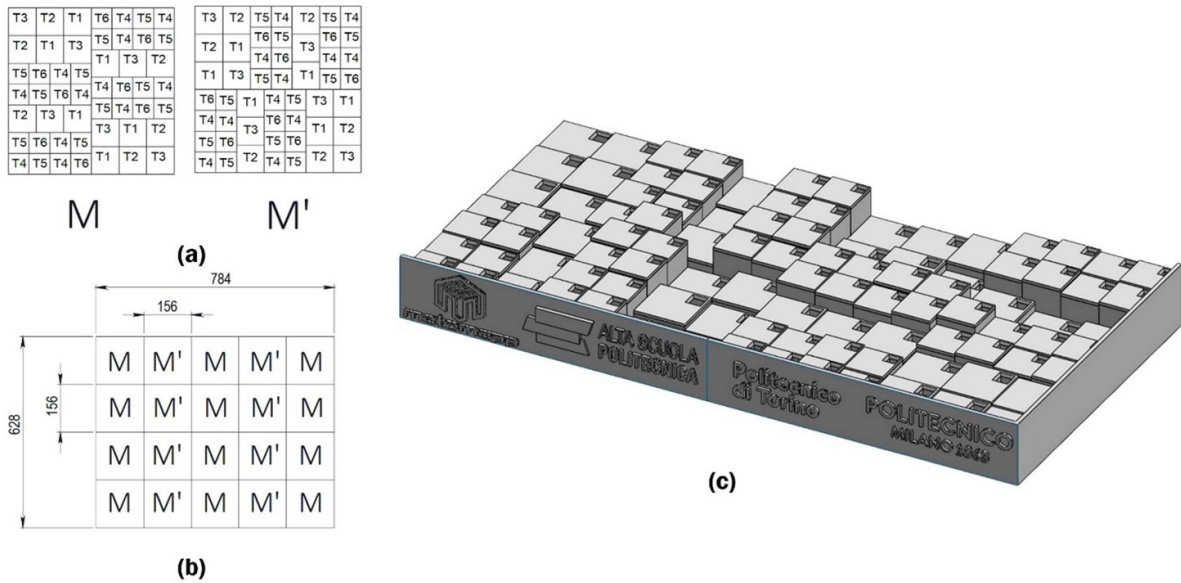 T3 T2 T1 T6 T4 T5 T4
T5 T4 T6 T5
T2 T1 T3
T1 T3 T2
T5 T6 T4 T5
T4 T5 T6 T4 T4 T6 T5 T4
T2 T3 T1 T5 T4 T6 T5
T3 T1 T2
T5 T6 T4 T5
T4 T5 T4 T6 T1 T2 T3
M
T3 T2 T5 T4 T2 T5 T4
T6 T5 T6 T5
T2 T1 T4 T6 T3 T4 T4
T1 T3 T5 T4 T1 T5 T6
T6 T5 T1 T4 T5 T3 T1
T4 T4 T6 T4
T3 T1 T2
T5 T6 T5 T6
T4 T5 T2 T4 T5 T2 T3
M'
(a)
784
156
628
156
M M' M M' M
M M' M M' M
M M' M M' M
M M' M M' M
(b)
ALTA SCUOLA
POLITECNICA
Politecnico
di Torino
POLITECNICO
MILANO 1863
(c)